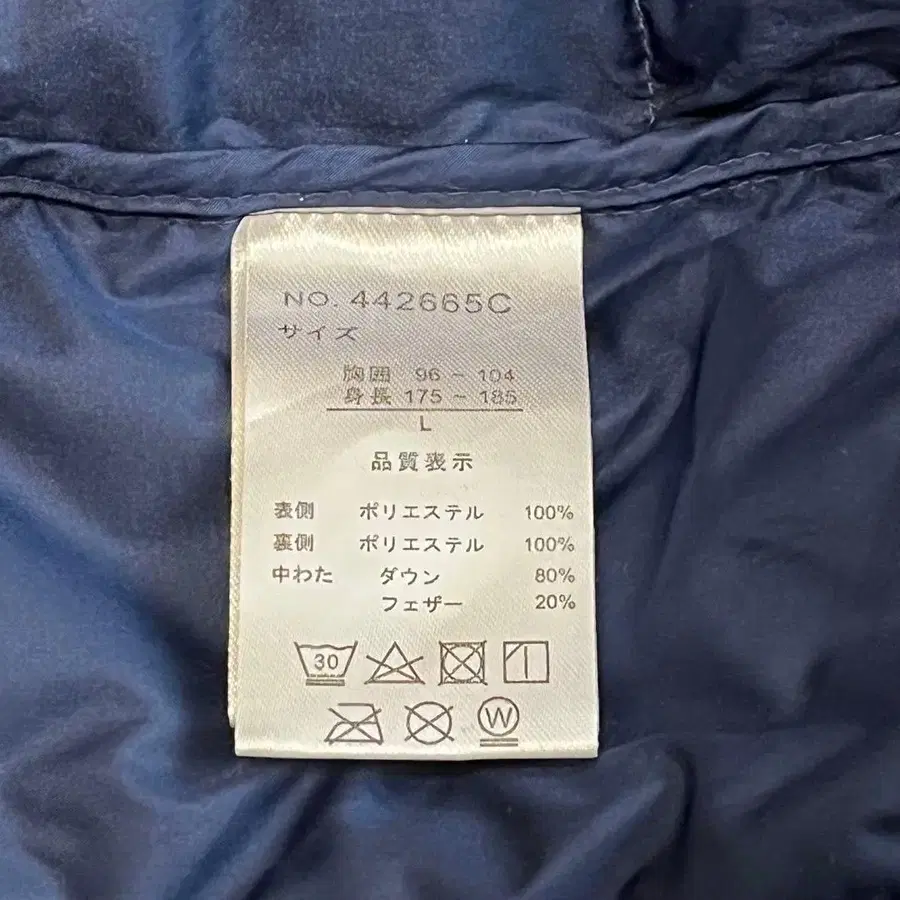 NO. 442665C
サイズ
胸囲 96 ~ 104
身長 175 ~ 185
L
品質表示
表側 ポリエステル 100%
裏側 ポリエステル 100%
中わた ダウン 80%
フェザー 20%
30
W